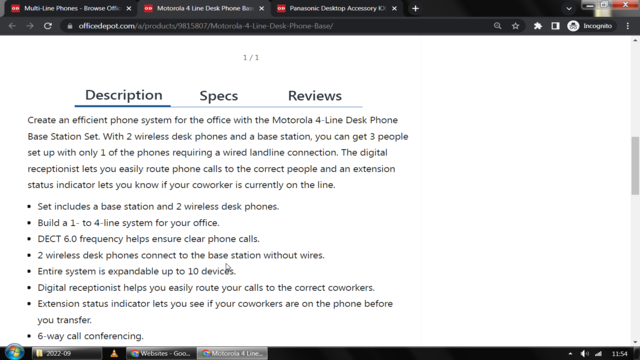 Multi-Line Phones - Browse Offi
Motorola 4 Line Desk Phone Bas
Panasonic Desktop Accessory Kit
officedepot.com/a/products/9815807/Motorola-4-Line-Desk-Phone-Base/
Incognito
1 / 1
Description
Specs
Reviews
Create an efficient phone system for the office with the Motorola 4-Line Desk Phone
Base Station Set. With 2 wireless desk phones and a base station, you can get 3 people
set up with only 1 of the phones requiring a wired landline connection. The digital
receptionist lets you easily route phone calls to the correct people and an extension
status indicator lets you know if your coworker is currently on the line.
• Set includes a base station and 2 wireless desk phones.
• Build a 1- to 4-line system for your office.
• DECT 6.0 frequency helps ensure clear phone calls.
• 2 wireless desk phones connect to the base station without wires.
• Entire system is expandable up to 10 devices.
• Digital receptionist helps you easily route your calls to the correct coworkers.
• Extension status indicator lets you see if your coworkers are on the phone before
you transfer.
• 6-way call conferencing.
2022-09
Websites - Goo...
Motorola 4 Line...
11:54